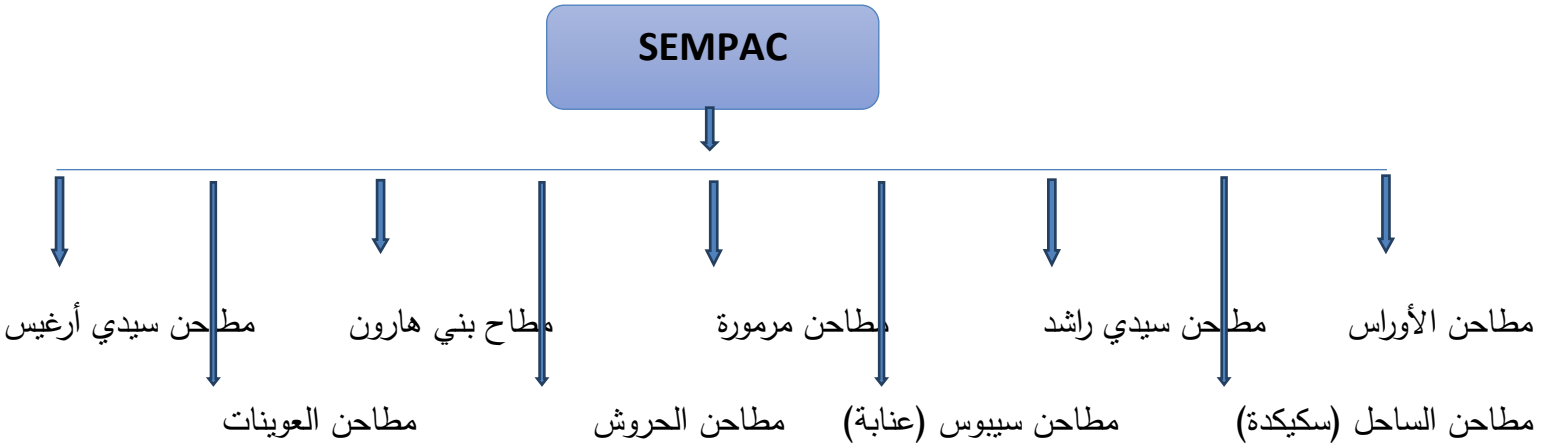 SEMPAC
مطاحن الأوراس مطاحن سيدي راشد مطاحن مرمورة مطاح بني هارون مطاحن سيدي أرغيس
مطاحن الساحل (سكيكدة) مطاحن سيبوس (عنابة) مطاحن الحروش مطاحن العوينات